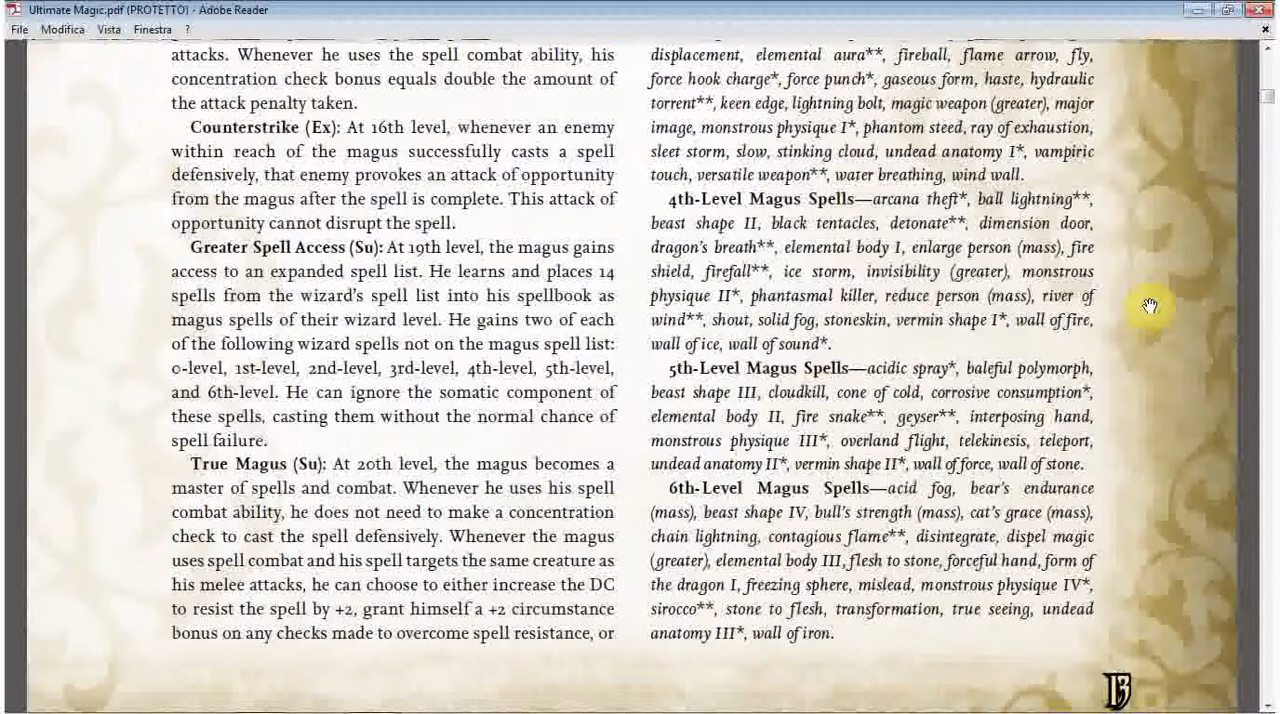 Ultimate Magic.pdf (PROTETTO) - Adobe Reader
File Modifica Vista Finestra ?
attacks. Whenever he uses the spell combat ability, his
concentration check bonus equals double the amount of
the attack penalty taken.
Counterstrike (Ex): At 16th level, whenever an enemy
within reach of the magus successfully casts a spell
defensively, that enemy provokes an attack of opportunity
from the magus after the spell is complete. This attack of
opportunity cannot disrupt the spell.
Greater Spell Access (Su): At 19th level, the magus gains
access to an expanded spell list. He learns and places 14
spells from the wizard's spell list into his spellbook as
magus spells of their wizard level. He gains two of each
of the following wizard spells not on the magus spell list:
0-level, 1st-level, 2nd-level, 3rd-level, 4th-level, 5th-level,
and 6th-level. He can ignore the somatic component of
these spells, casting them without the normal chance of
spell failure.
True Magus (Su): At 20th level, the magus becomes a
master of spells and combat. Whenever he uses his spell
combat ability, he does not need to make a concentration
check to cast the spell defensively. Whenever the magus
uses spell combat and his spell targets the same creature as
his melee attacks, he can choose to either increase the DC
to resist the spell by +2, grant himself a +2 circumstance
bonus on any checks made to overcome spell resistance, or
displacement, elemental aura**, fireball, flame arrow, fly,
force hook charge*, force punch*, gaseous form, haste, hydraulic
torrent**, keen edge, lightning bolt, magic weapon (greater), major
image, monstrous physique I*, phantom steed, ray of exhaustion,
sleet storm, slow, stinking cloud, undead anatomy I*, vampiric
touch, versatile weapon**, water breathing, wind wall.
4th-Level Magus Spells—arcana theft*, ball lightning**,
beast shape II, black tentacles, detonate**, dimension door,
dragon's breath**, elemental body I, enlarge person (mass), fire
shield, firefall**, ice storm, invisibility (greater), monstrous
physique II*, phantasmal killer, reduce person (mass), river of
wind**, shout, solid fog, stoneskin, vermin shape I*, wall of fire,
wall of ice, wall of sound*.
5th-Level Magus Spells—acidic spray*, baleful polymorph,
beast shape III, cloudkill, cone of cold, corrosive consumption*,
elemental body II, fire snake**, geyser**, interposing hand,
monstrous physique III*, overland flight, telekinesis, teleport,
undead anatomy II*, vermin shape II*, wall of force, wall of stone.
6th-Level Magus Spells—acid fog, bear's endurance
(mass), beast shape IV, bull's strength (mass), cat's grace (mass),
chain lightning, contagious flame**, disintegrate, dispel magic
(greater), elemental body III, flesh to stone, forceful hand, form of
the dragon I, freezing sphere, mislead, monstrous physique IV*,
sirocco**, stone to flesh, transformation, true seeing, undead
anatomy III*, wall of iron.
13